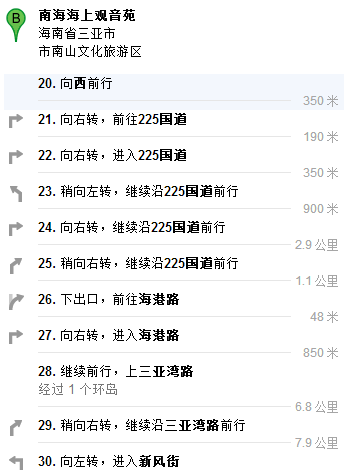 B
南海海上观音苑
海南省三亚市
市南山文化旅游区
20. 向西前行
350 米
21. 向右转，前往225国道
190 米
22. 向右转，进入225国道
350 米
23. 稍向左转，继续沿225国道前行
900 米
24. 向右转，继续沿225国道前行
2.9 公里
25. 稍向右转，继续沿225国道前行
1.1 公里
26. 下出口，前往海港路
48 米
27. 向右转，进入海港路
850 米
28. 继续前行，上三亚湾路
经过 1 个环岛
6.8 公里
29. 稍向右转，继续沿三亚湾路前行
7.9 公里
30. 向左转，进入新风街